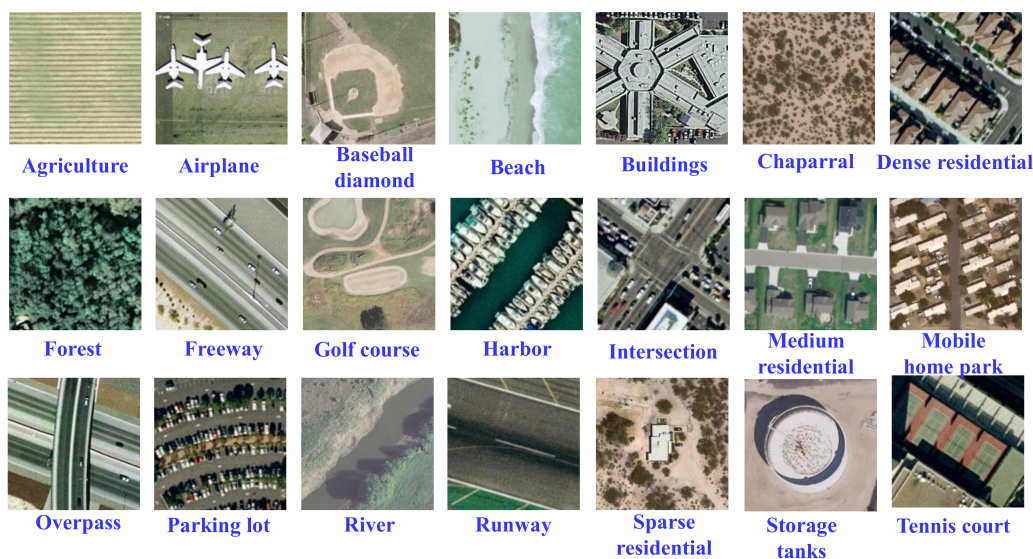 Agriculture
Airplane
Baseball
diamond
Beach
Buildings
Chaparral
Dense residential
Forest
Freeway
Golf course
Harbor
Intersection
Medium
residential
Mobile
home park
Overpass
Parking lot
River
Runway
Sparse
residential
Storage
tanks
Tennis court